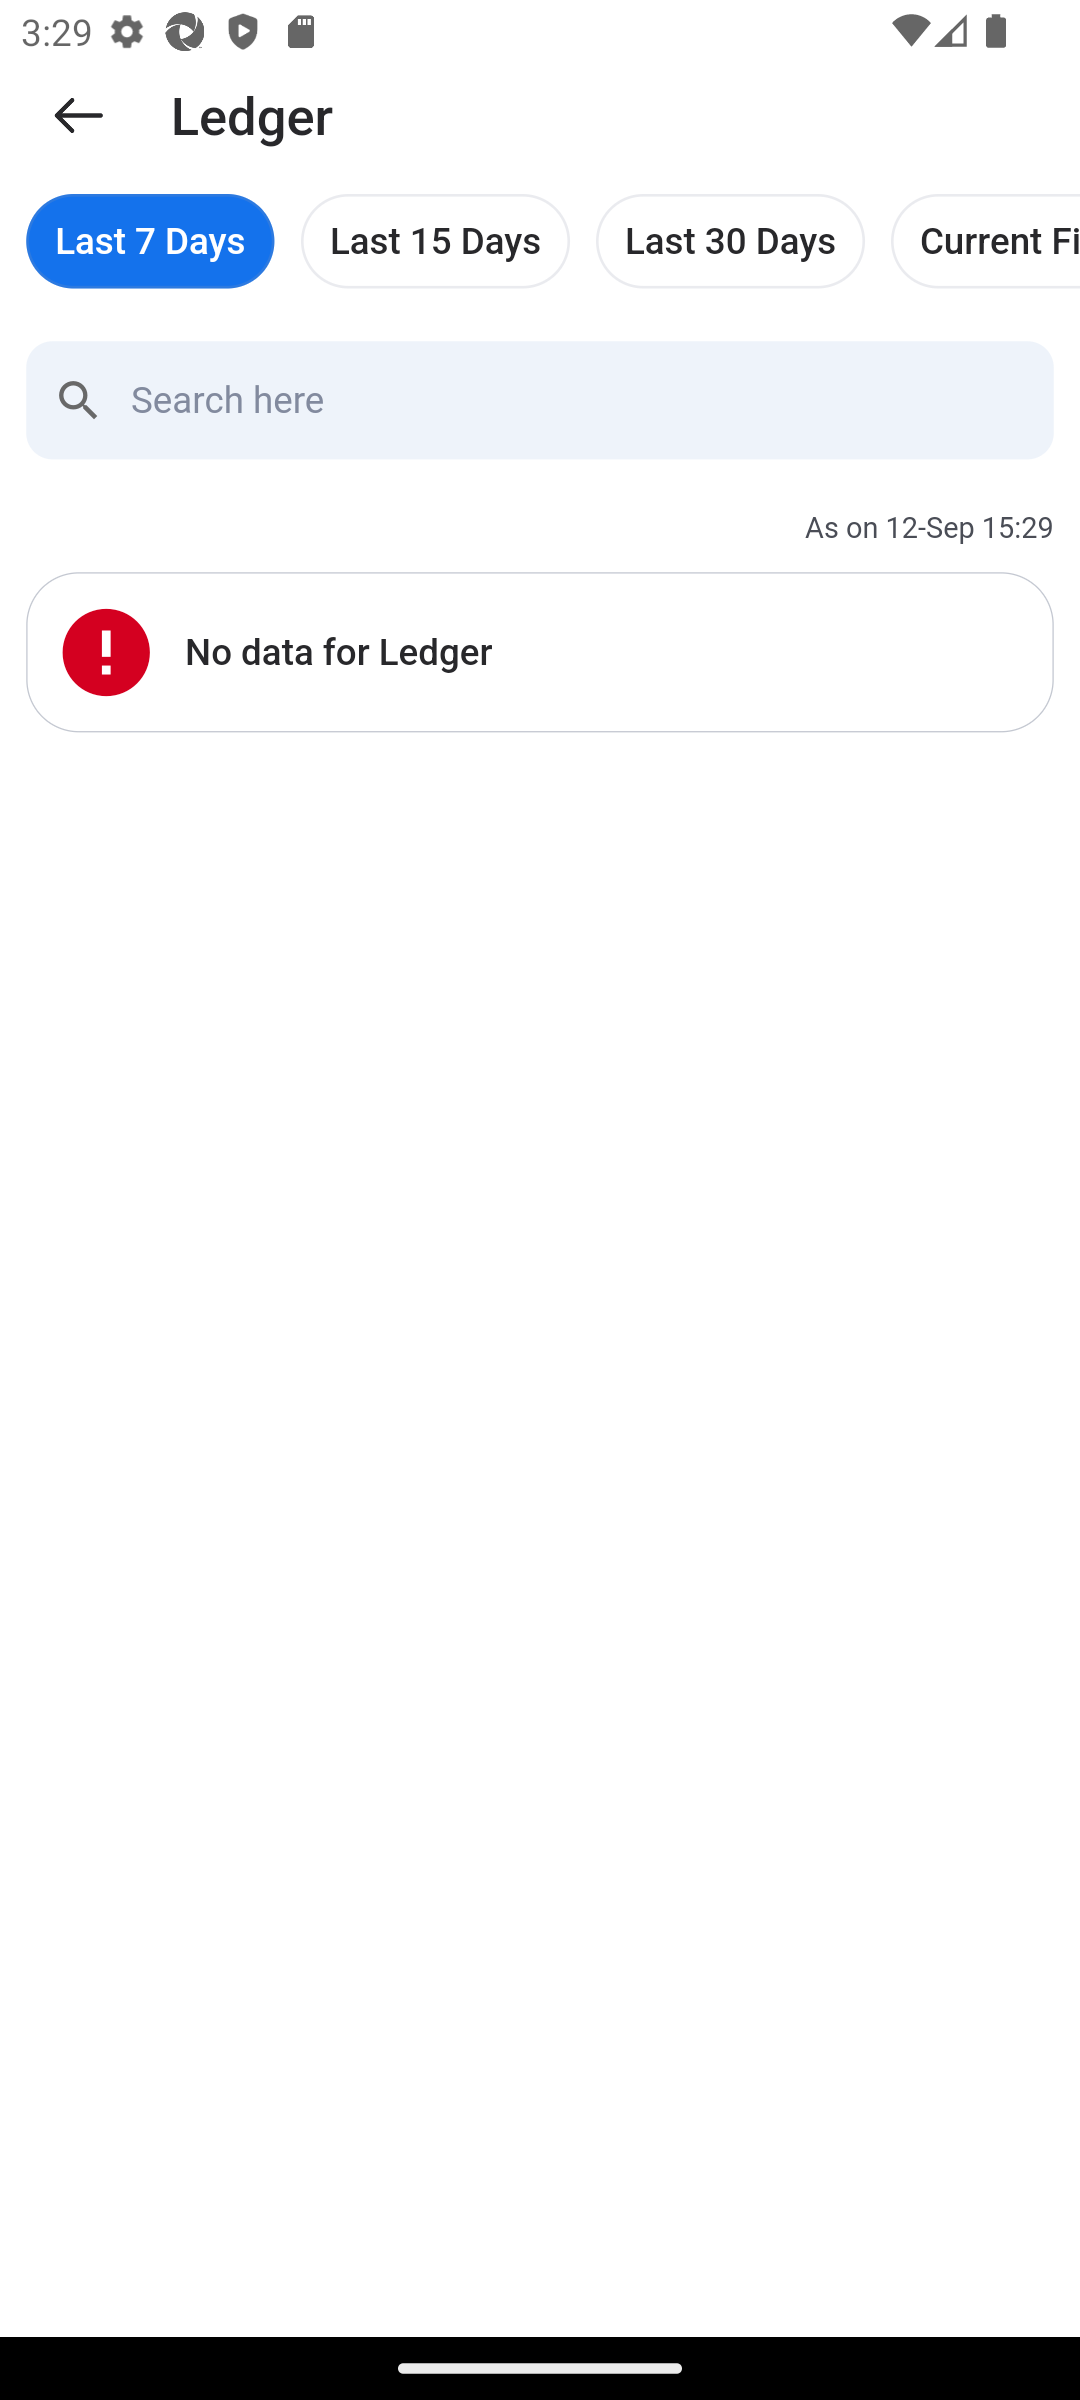 3:29
Ledger
Last 7 Days
Last 15 Days
Last 30 Days
Current Fi
Search here
As on 12-Sep 15:29
No data for Ledger